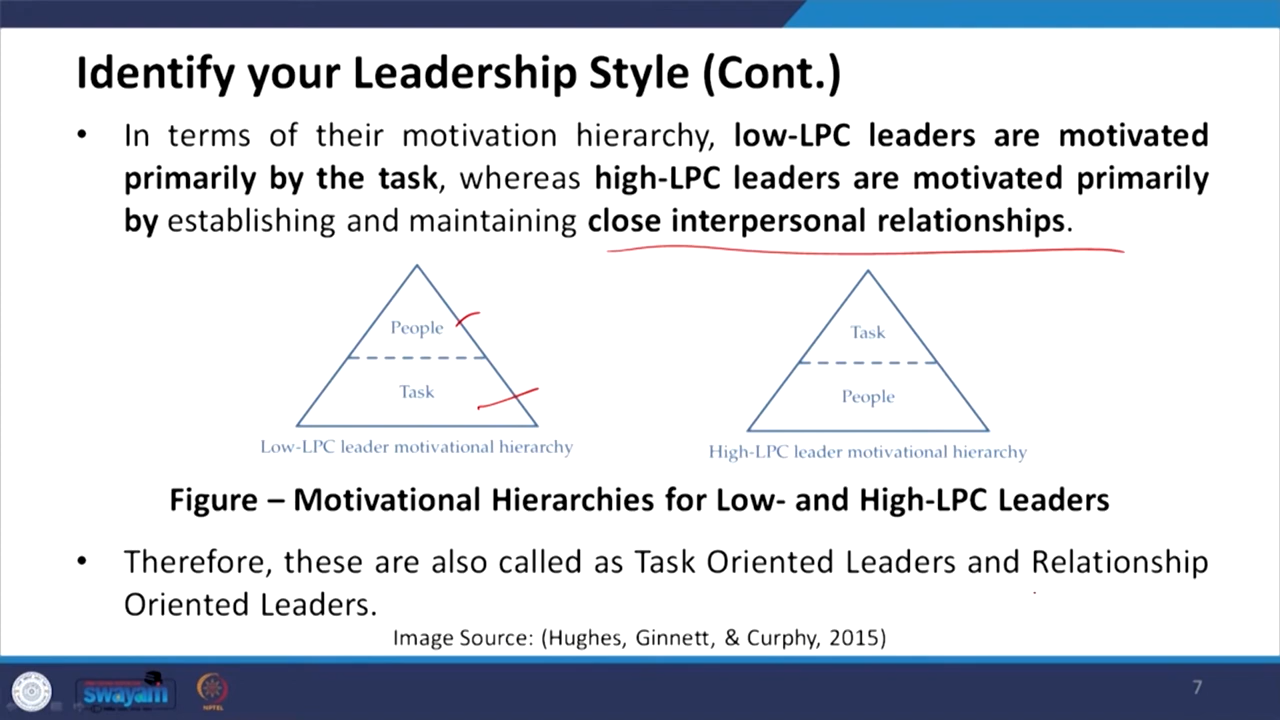 Identify your Leadership Style (Cont.)
• In terms of their motivation hierarchy, low-LPC leaders are motivated
primarily by the task, whereas high-LPC leaders are motivated primarily
by establishing and maintaining close interpersonal relationships.
People
Task
Low-LPC leader motivational hierarchy
Task
People
High-LPC leader motivational hierarchy
Figure – Motivational Hierarchies for Low- and High-LPC Leaders
• Therefore, these are also called as Task Oriented Leaders and Relationship
Oriented Leaders.
Image Source: (Hughes, Ginnett, & Curphy, 2015)
swayam
NPTEL
7